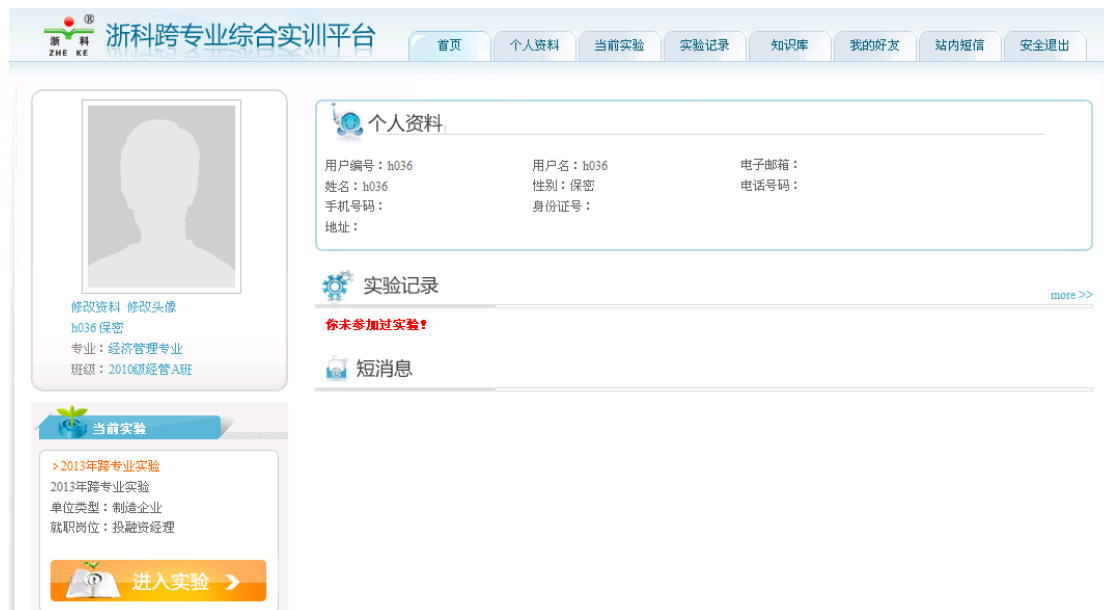 浙科
ZHE KE
®
浙科跨专业综合实训平台
首页 个人资料 当前实验 实验记录 知识库 我的好友 站内短信 安全退出
修改资料 修改头像
h036 保密
专业：经济管理专业
班级：2010级经管A班
当前实验
2013年跨专业实验
2013年跨专业实验
单位类型：制造企业
就职岗位：投融资经理
进入实验
个人资料
用户编号：h036 用户名：h036 电子邮箱：
姓名：h036 性别：保密 电话号码：
手机号码： 身份证号：
地址：
实验记录
more >>
你未参加过实验！
短消息